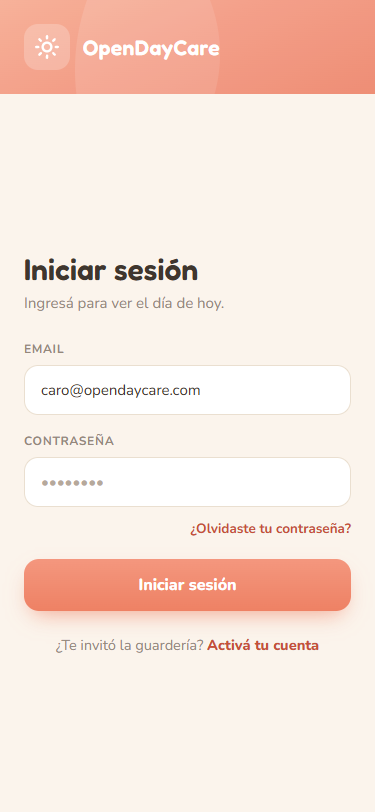 OpenDayCare
Iniciar sesión
Ingresá para ver el día de hoy.
EMAIL
caro@opendaycare.com
CONTRASEÑA
••••••••
¿Olvidaste tu contraseña?
Iniciar sesión
¿Te invitó la guardería? Activá tu cuenta